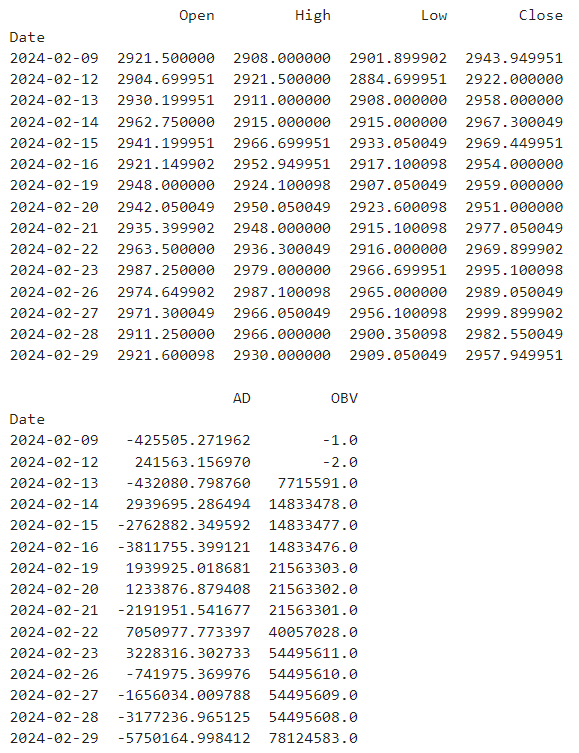 Open High Low Close
Date
2024-02-09 2921.500000 2908.000000 2901.899902 2943.949951
2024-02-12 2904.699951 2921.500000 2884.699951 2922.000000
2024-02-13 2930.199951 2911.000000 2908.000000 2958.000000
2024-02-14 2962.750000 2915.000000 2915.000000 2967.300049
2024-02-15 2941.199951 2966.699951 2933.050049 2969.449951
2024-02-16 2921.149902 2952.949951 2917.100098 2954.000000
2024-02-19 2948.000000 2924.100098 2907.050049 2959.000000
2024-02-20 2942.050049 2950.050049 2923.600098 2951.000000
2024-02-21 2935.399902 2948.000000 2915.100098 2977.050049
2024-02-22 2963.500000 2936.300049 2916.000000 2969.899902
2024-02-23 2987.250000 2979.000000 2966.699951 2995.100098
2024-02-26 2974.649902 2987.100098 2965.000000 2989.050049
2024-02-27 2971.300049 2966.050049 2956.100098 2999.899902
2024-02-28 2911.250000 2966.000000 2900.350098 2982.550049
2024-02-29 2921.600098 2930.000000 2909.050049 2957.949951
AD OBV
Date
2024-02-09 -425505.271962 -1.0
2024-02-12 241563.156970 -2.0
2024-02-13 -432080.798760 7715591.0
2024-02-14 2939695.286494 14833478.0
2024-02-15 -2762882.349592 14833477.0
2024-02-16 -3811755.399121 14833476.0
2024-02-19 1939925.018681 21563303.0
2024-02-20 1233876.879408 21563302.0
2024-02-21 -2191951.541677 21563301.0
2024-02-22 7050977.773397 40057028.0
2024-02-23 3228316.302733 54495611.0
2024-02-26 -741975.369976 54495610.0
2024-02-27 -1656034.009788 54495609.0
2024-02-28 -3177236.965125 54495608.0
2024-02-29 -5750164.998412 78124583.0